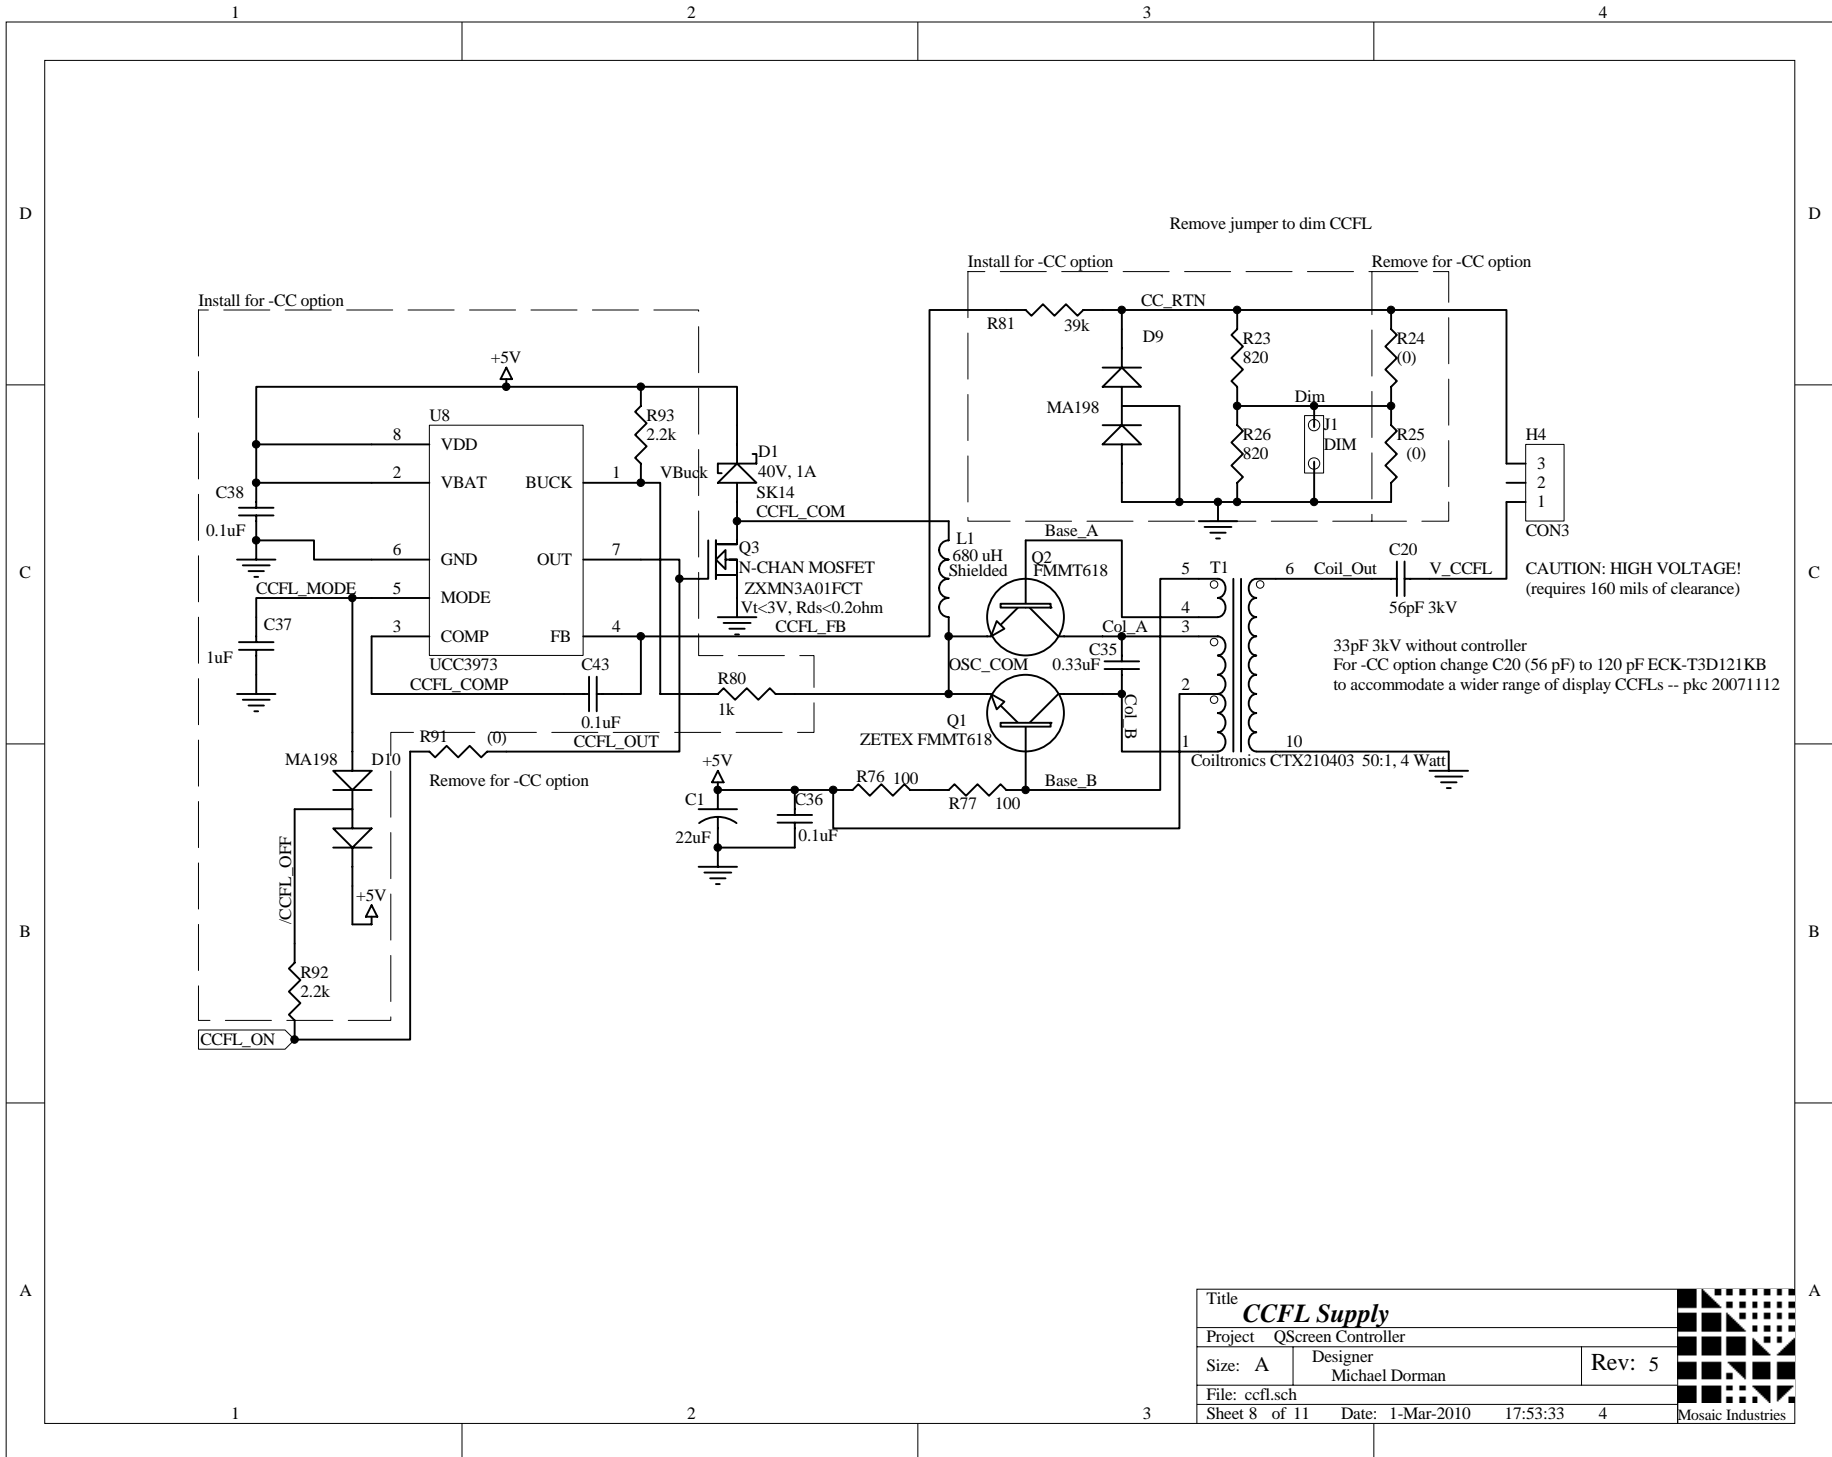 1 2 3 4
D D
Remove jumper to dim CCFL
Install for -CC option
Remove for -CC option
Install for -CC option
CC_RTN
R81
39k
D9
R23
820
R24
(0)
+5V
MA198
Dim
J1
DIM
R26
820
R25
(0)
H4
3
2
1
CON3
U8
R93
2.2k
8
VDD
2
VBAT
BUCK
1
VBuck
D1
40V, 1A
SK14
CCFL_COM
C38
0.1uF
6
GND
OUT
7
Q3
N-CHAN MOSFET
ZXMN3A01FCT
Vt<3V, Rds<0.2ohm
L1
680 uH
Shielded
Base_A
Q2
FMMT618
C C
CCFL_MODE
5
MODE
C37
1uF
3
COMP
FB
4
CCFL_FB
UCC3973
CCFL_COMP
C43
0.1uF
R80
1k
OSC_COM
Col_A
C35
0.33uF
Col_B
5
T1
4
3
2
1
6
Coil_Out
C20
56pF 3kV
V_CCFL
CAUTION: HIGH VOLTAGE!
(requires 160 mils of clearance)
33pF 3kV without controller
For -CC option change C20 (56 pF) to 120 pF ECK-T3D121KB
to accommodate a wider range of display CCFLs -- pkc 20071112
Q1
ZETEX FMMT618
10
Coiltronics CTX210403 50:1, 4 Watt
R91
(0)
CCFL_OUT
Remove for -CC option
MA198
D10
+5V
C1
22uF
C36
0.1uF
R76 100
R77 100
Base_B
/CCFL_OFF
+5V
B B
R92
2.2k
CCFL_ON
A A
Title
CCFL Supply
Project QScreen Controller
Size: A
Designer
Michael Dorman
Rev: 5
File: ccfl.sch
Sheet 8 of 11 Date: 1-Mar-2010 17:53:33
Mosaic Industries
1 2 3 4